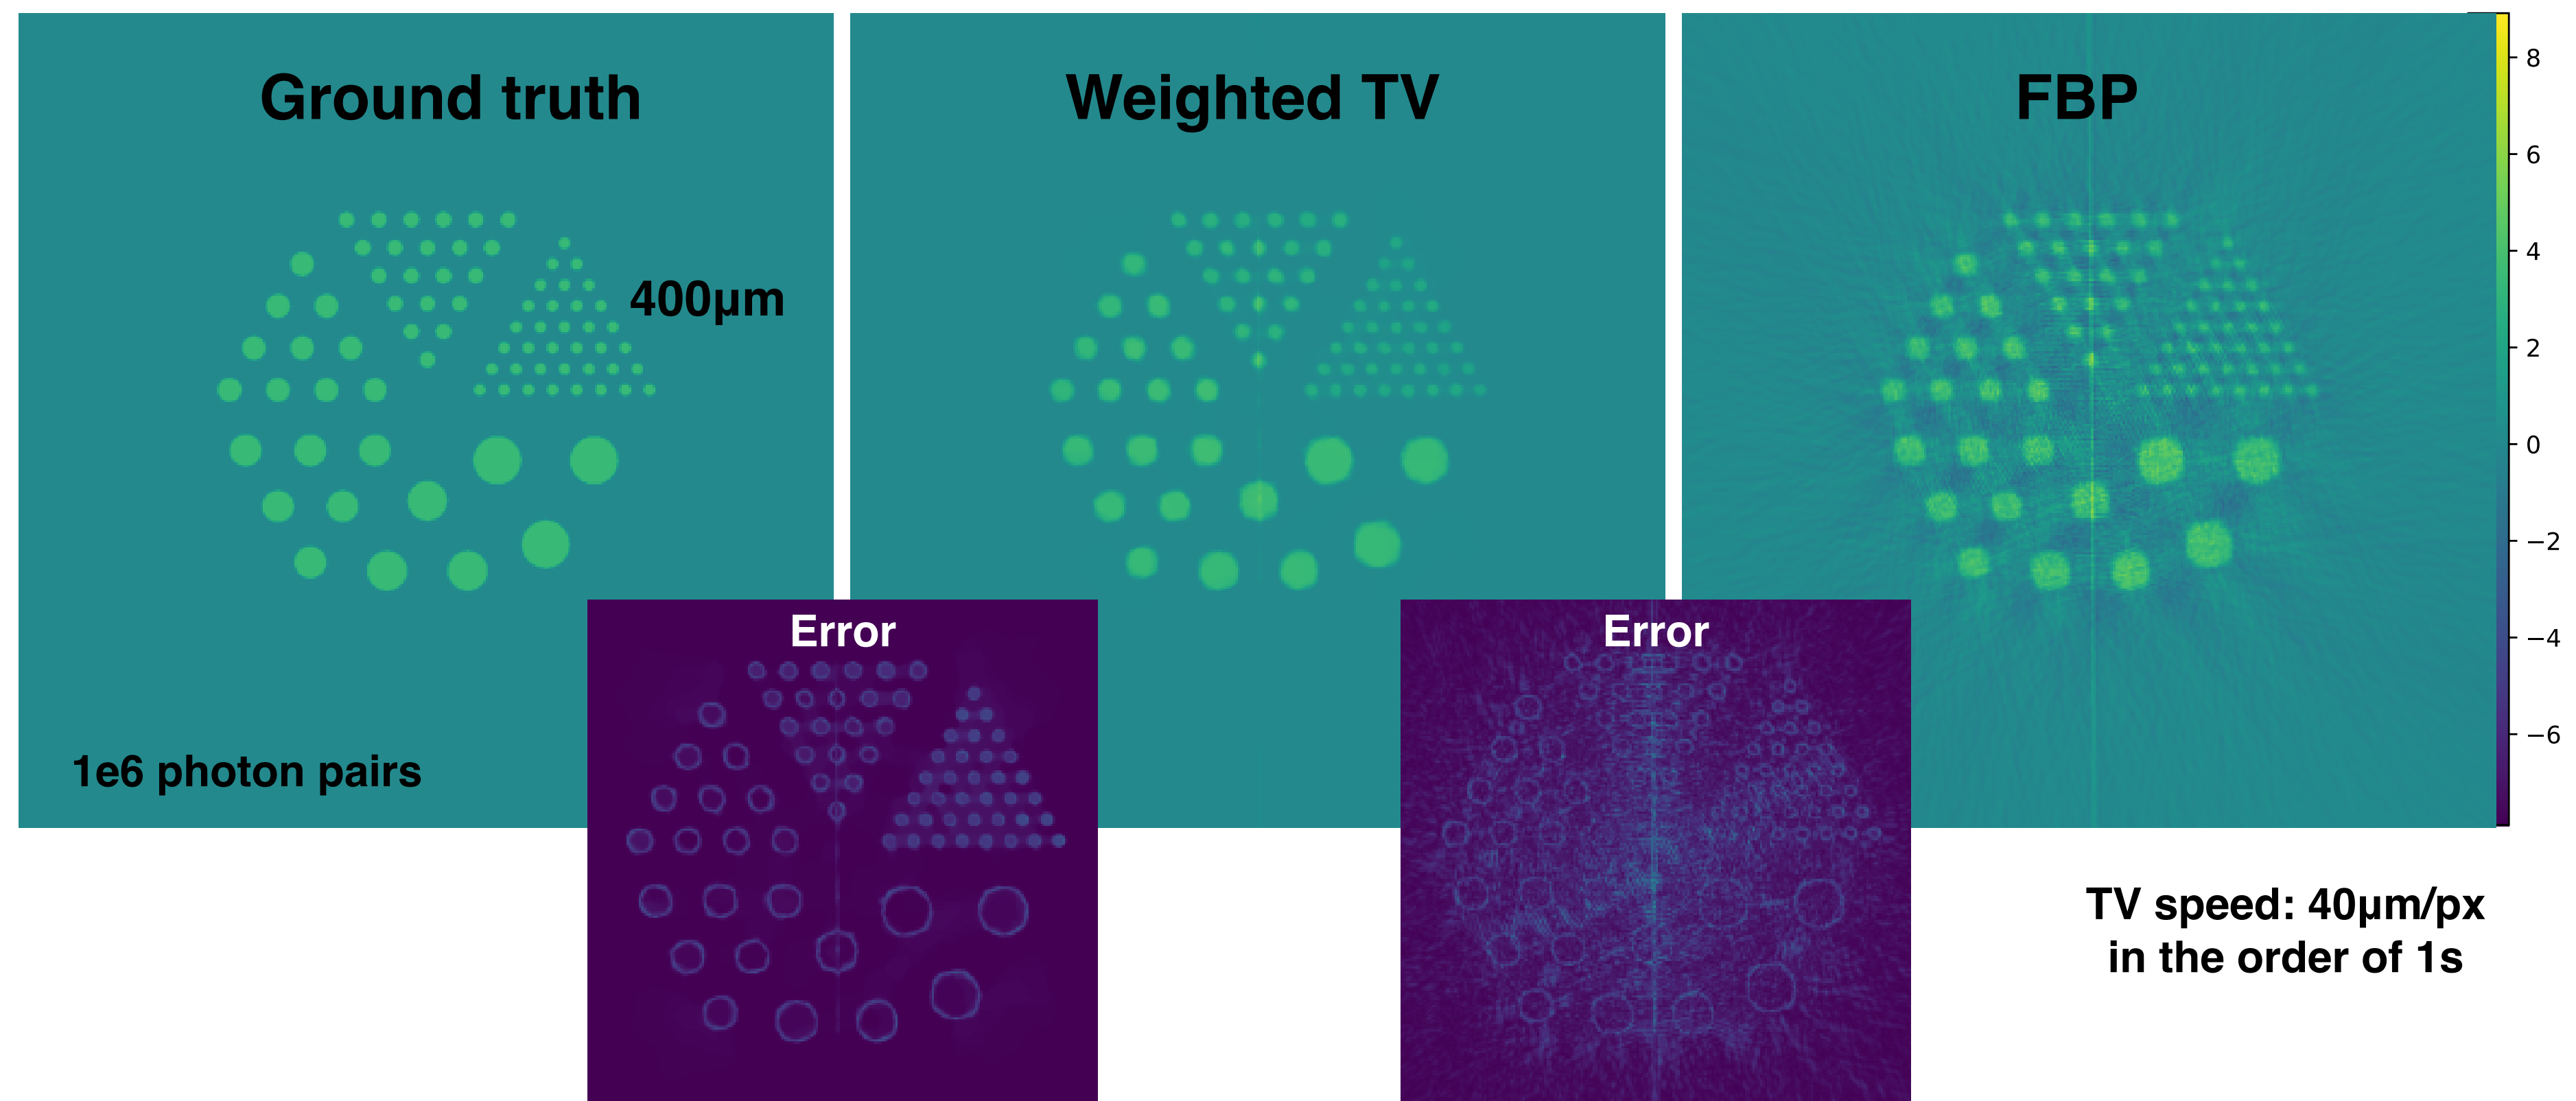 Ground truth
Weighted TV
FBP
8
6
4
2
0
−2
−4
−6
400µm
1e6 photon pairs
Error
Error
TV speed: 40µm/px
in the order of 1s